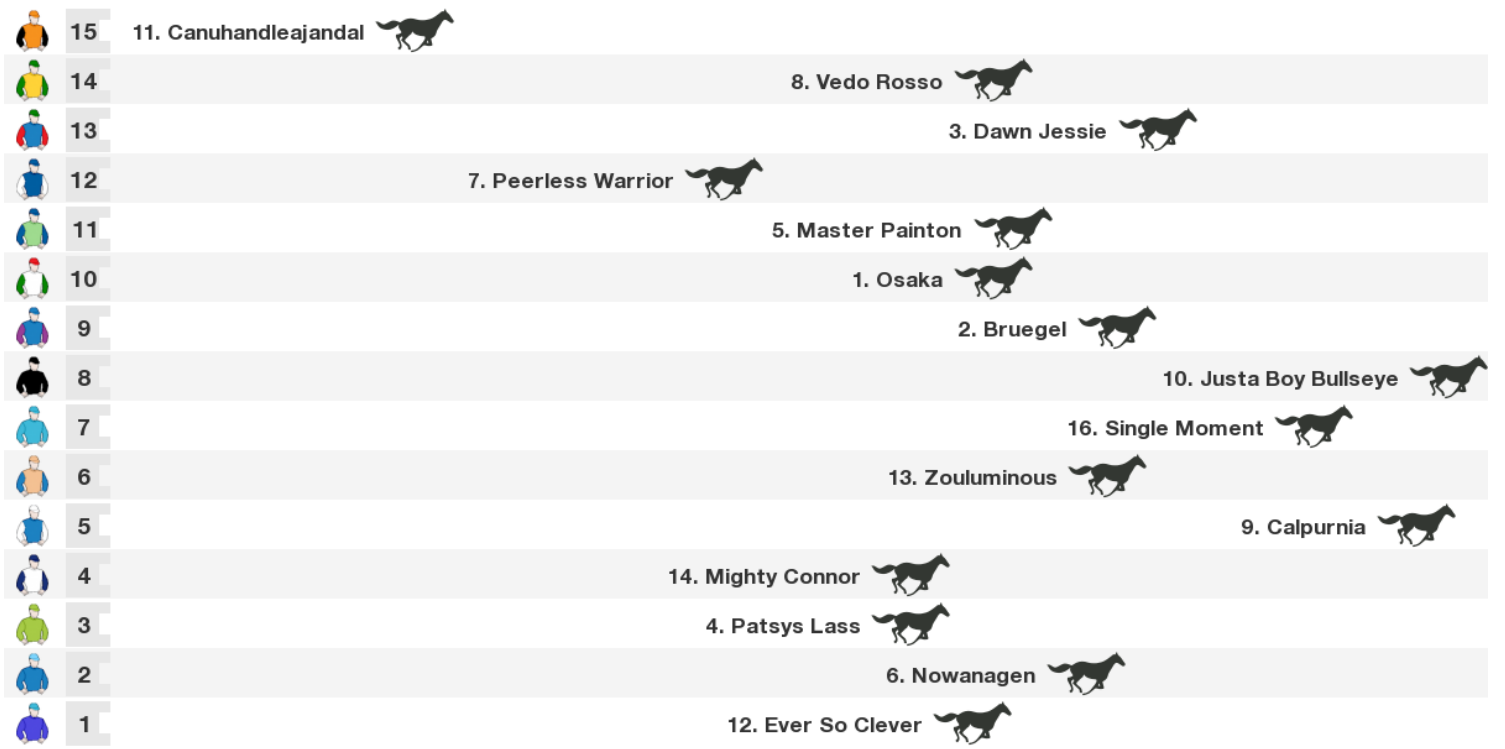 15 11. Canuhandleajandal
14 8. Vedo Rosso
13 3. Dawn Jessie
12 7. Peerless Warrior
11 5. Master Painton
10 1. Osaka
9 2. Bruegel
8 10. Justa Boy Bullseye
7 16. Single Moment
6 13. Zouluminous
5 9. Calpurnia
4 14. Mighty Connor
3 4. Patsys Lass
2 6. Nowanagen
1 12. Ever So Clever